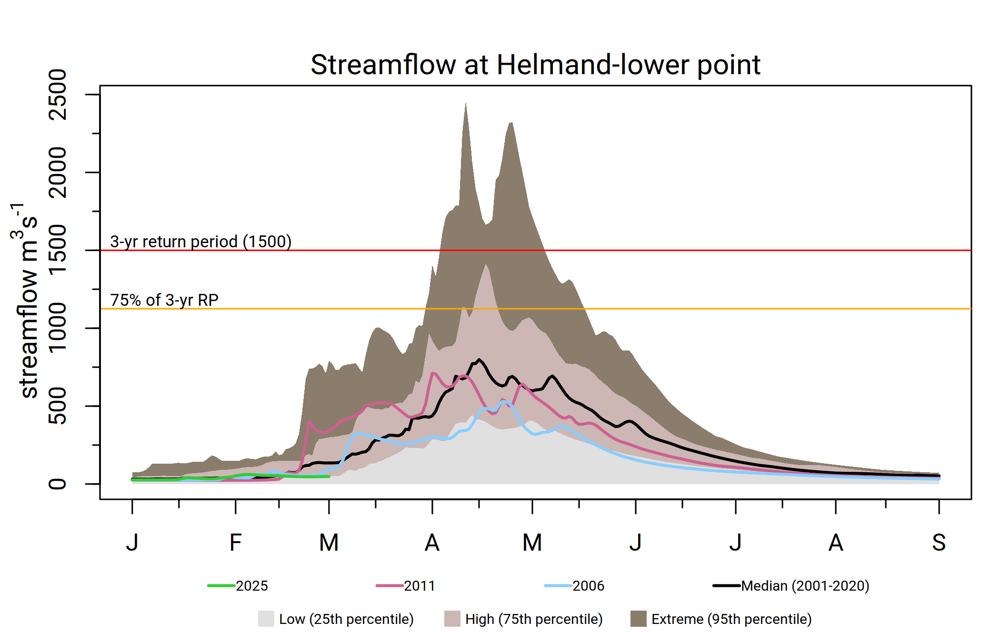 Streamflow at Helmand-lower point
streamflow m³s⁻¹
2500
2000
1500
1000
500
0
3-yr return period (1500)
75% of 3-yr RP
J F M A M J J A S
2025 2011 2006 Median (2001-2020)
Low (25th percentile) High (75th percentile) Extreme (95th percentile)